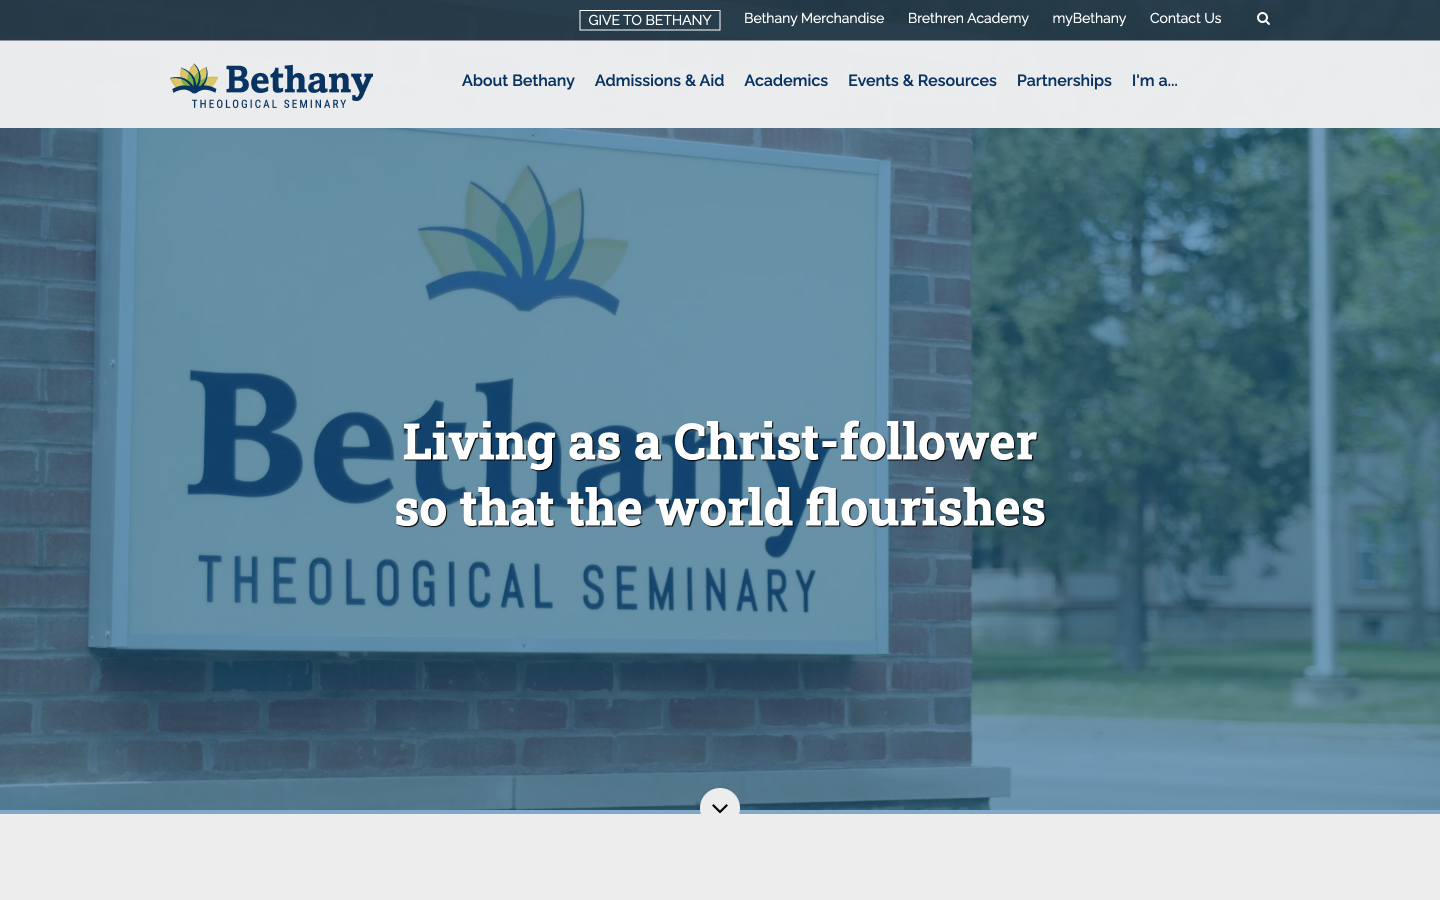 GIVE TO BETHANY Bethany Merchandise Brethren Academy myBethany Contact Us
Bethany
THEOLOGICAL SEMINARY
About Bethany Admissions & Aid Academics Events & Resources Partnerships I'm a...
Bethany
THEOLOGICAL SEMINARY
Living as a Christ-follower
so that the world flourishes